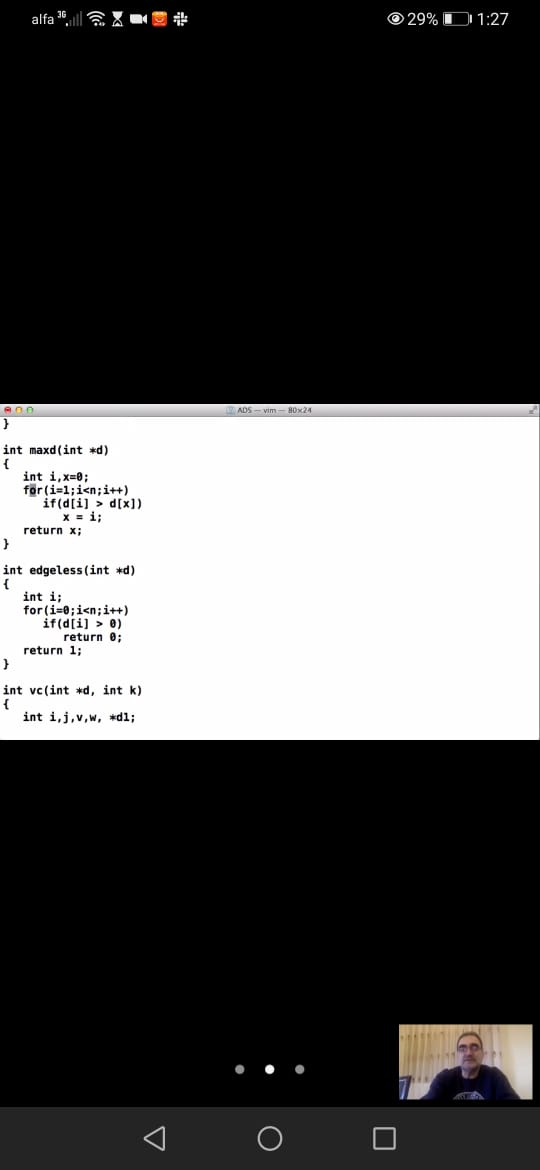 alfa 3G 29% 1:27
ADS — vim — 80×24
}
int maxd(int *d)
{
int i,x=0;
for(i=1;i<n;i++)
if(d[i] > d[x])
x = i;
return x;
}
int edgeless(int *d)
{
int i;
for(i=0;i<n;i++)
if(d[i] > 0)
return 0;
return 1;
}
int vc(int *d, int k)
{
int i,j,v,w, *d1;